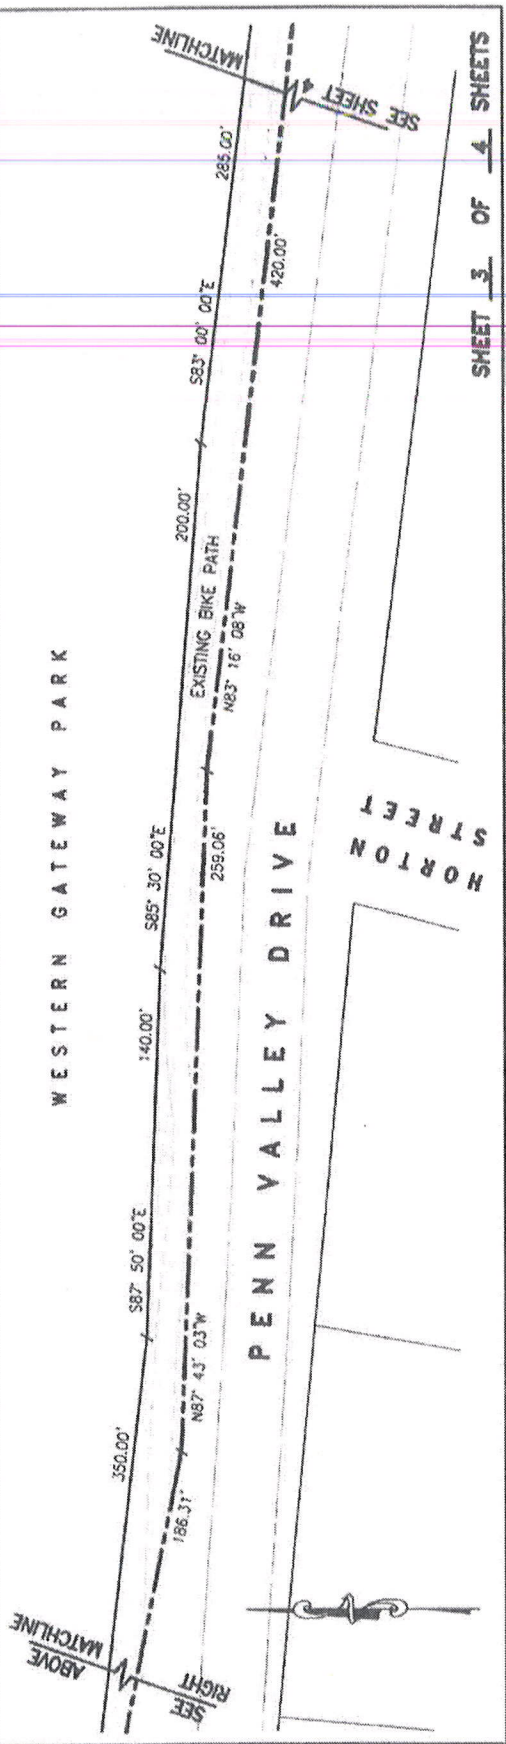 WESTERN GATEWAY PARK
SEE
RIGHT
ABOVE
MATCHLINE
350.00'
S87° 50' 00"E
140.00'
S85° 30' 00"E
200.00'
S83° 00' 00"E
285.00'
MATCHLINE
SEE
SHEET 4
EXISTING BIKE PATH
186.31'
N87° 43' 03"W
259.06'
N83° 16' 08"W
420.00'
PENN VALLEY DRIVE
HORTON
STREET
SHEET 3 OF 4 SHEETS